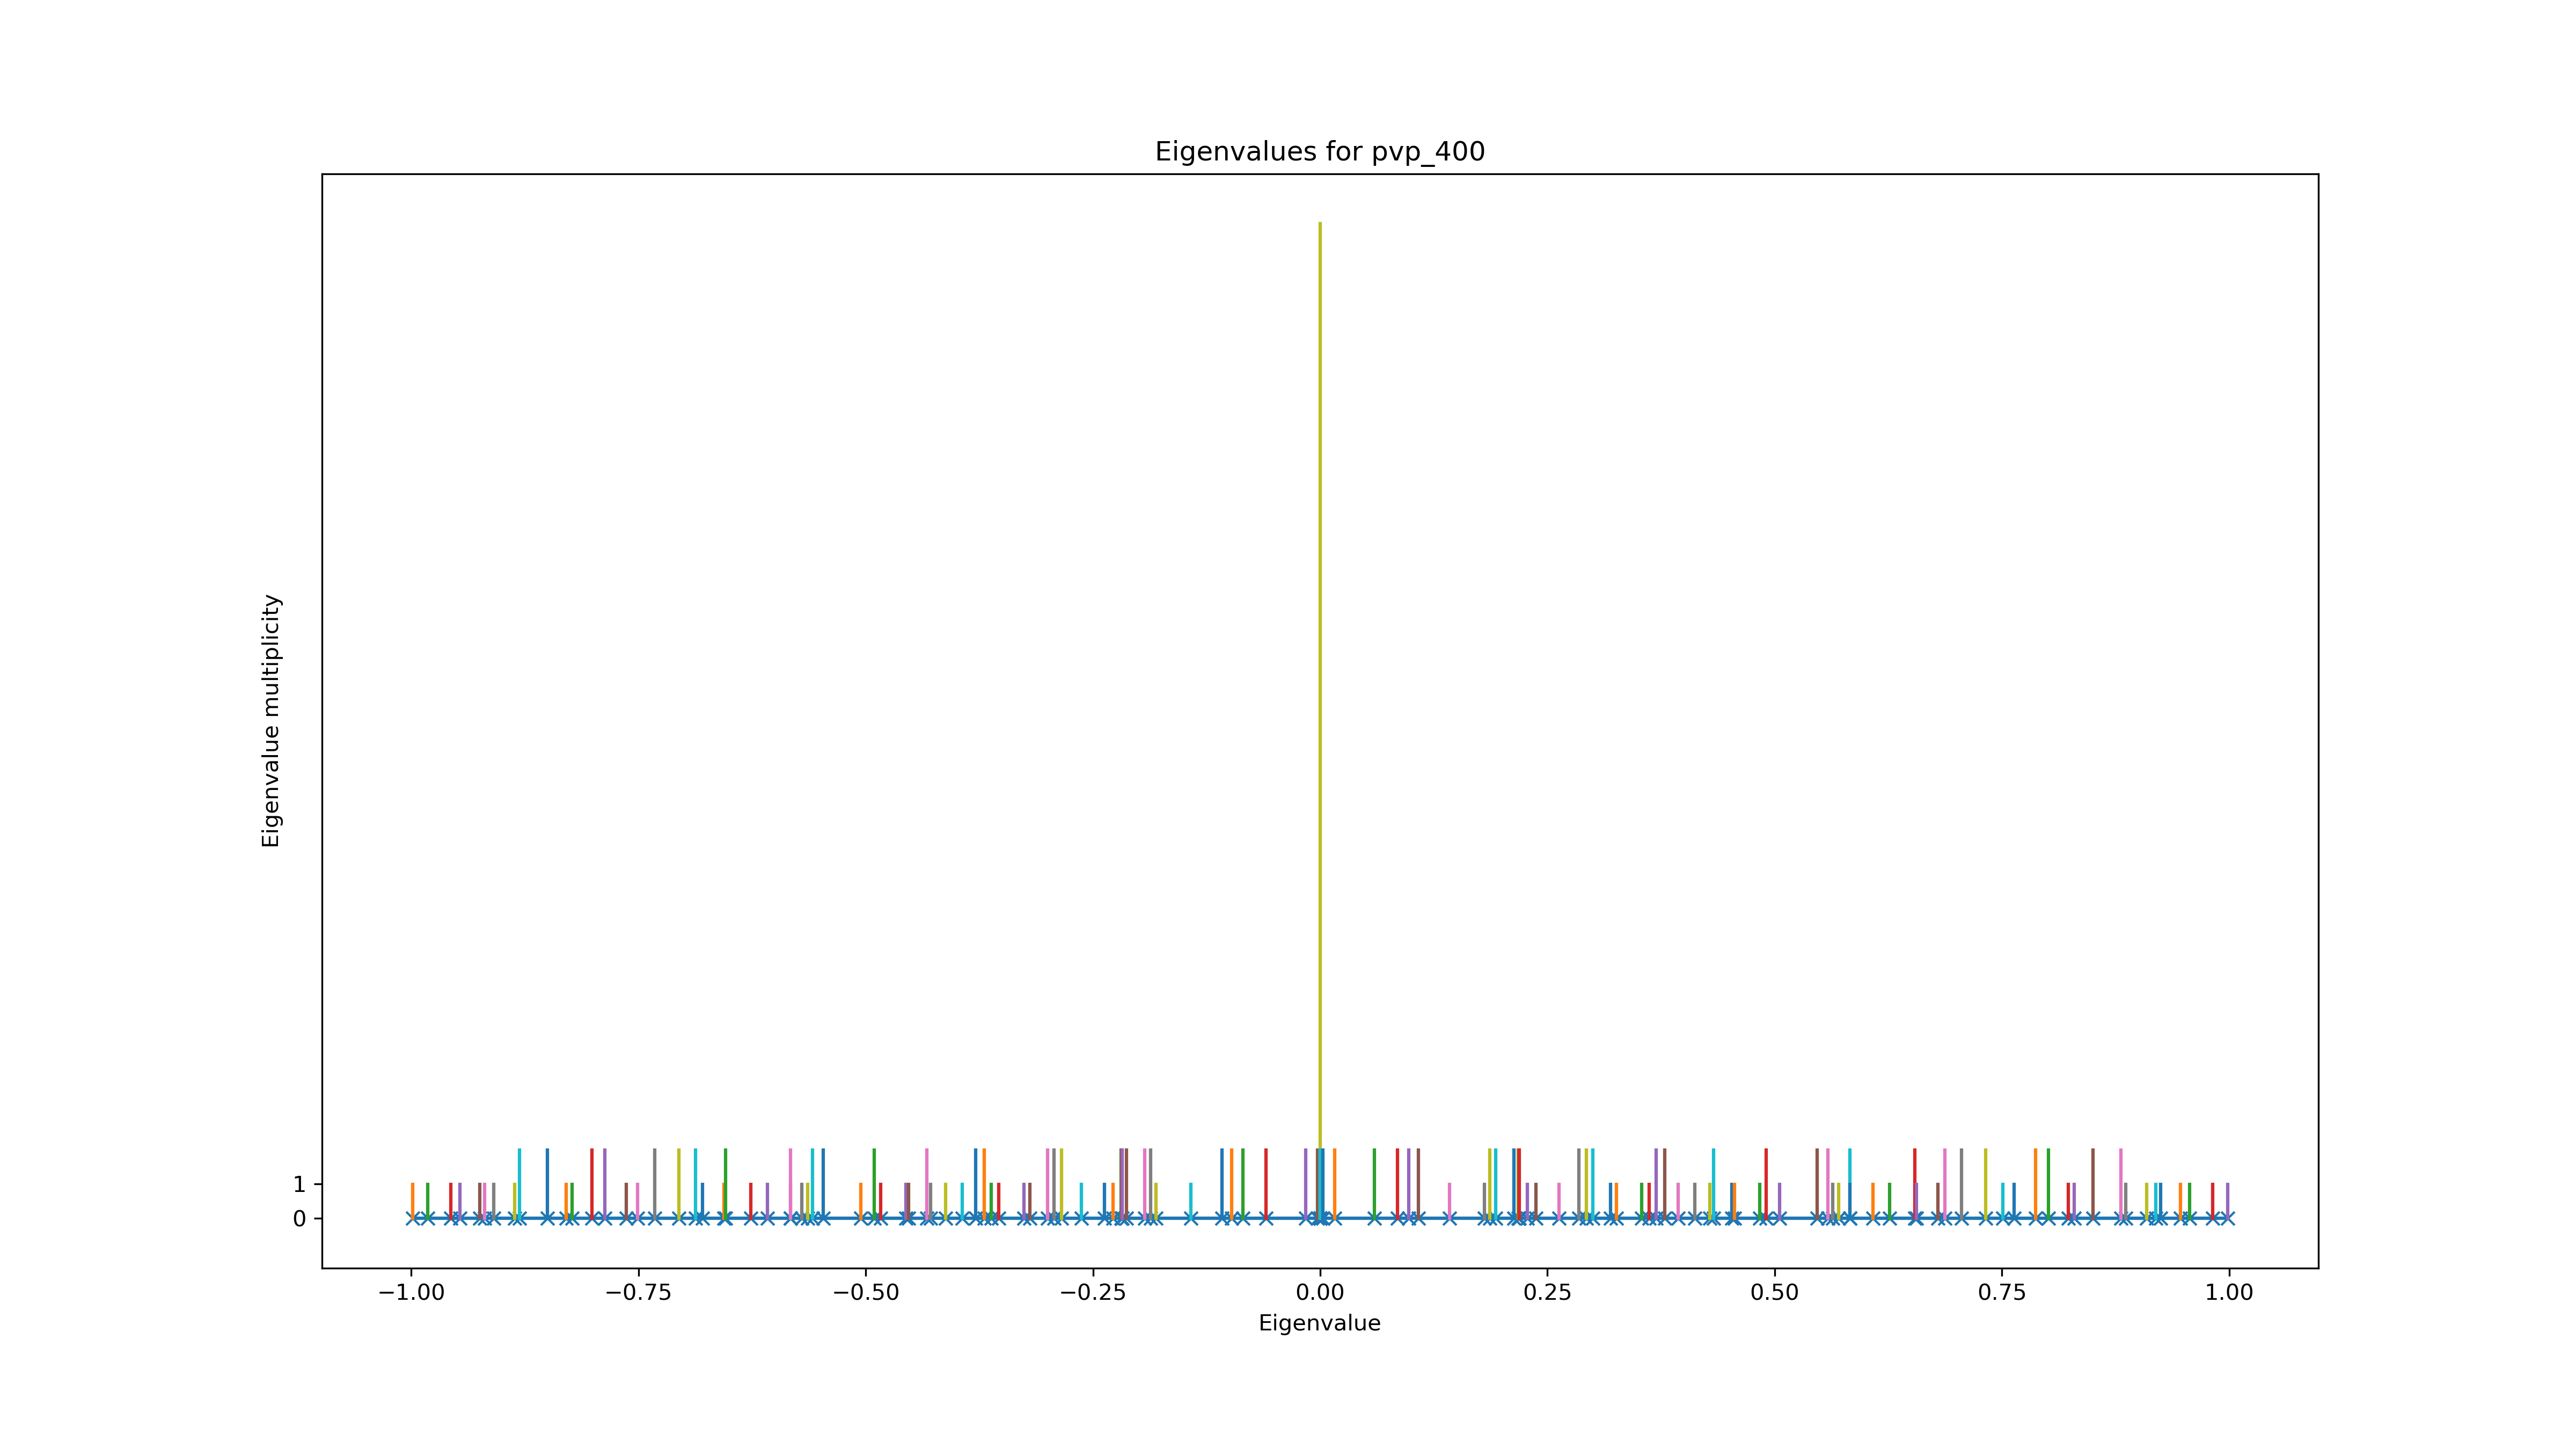 Eigenvalues for pvp_400
Eigenvalue multiplicity
1
0
−1.00 −0.75 −0.50 −0.25 0.00 0.25 0.50 0.75 1.00
Eigenvalue